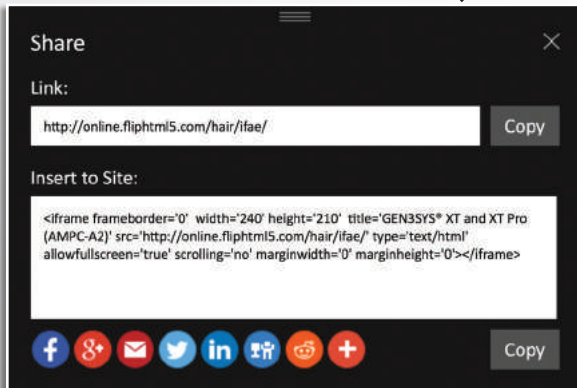 Share
Link:
http://online.fliphtml5.com/hair/ifae/
Copy
Insert to Site:
<iframe frameborder='0'  width='240' height='210'  title='GEN3SYS® XT and XT Pro
(AMPC-A2)' src='http://online.fliphtml5.com/hair/ifae/' type='text/html'
allowfullscreen='true' scrolling='no' marginwidth='0' marginheight='0'></iframe>
f 8+ in
Copy